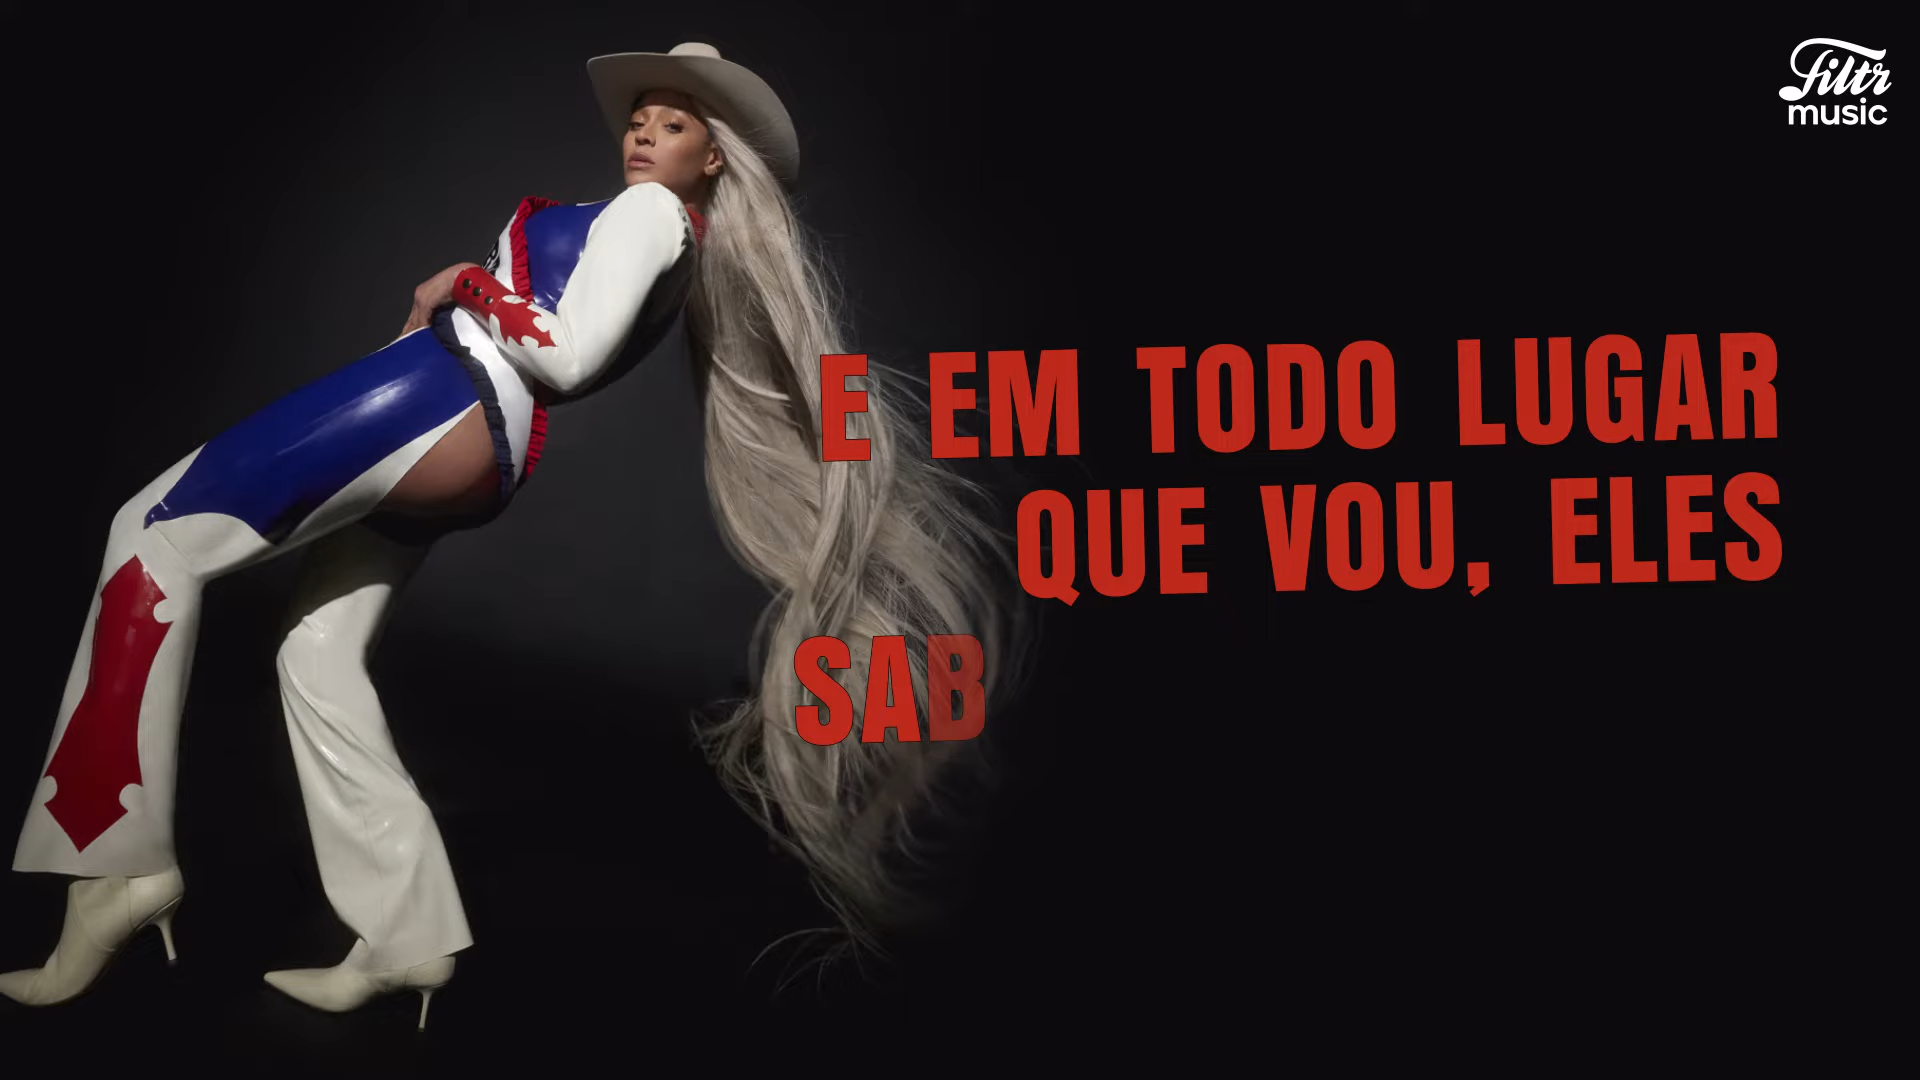 Filtr
music
E EM TODO LUGAR
QUE VOU, ELES
SAB